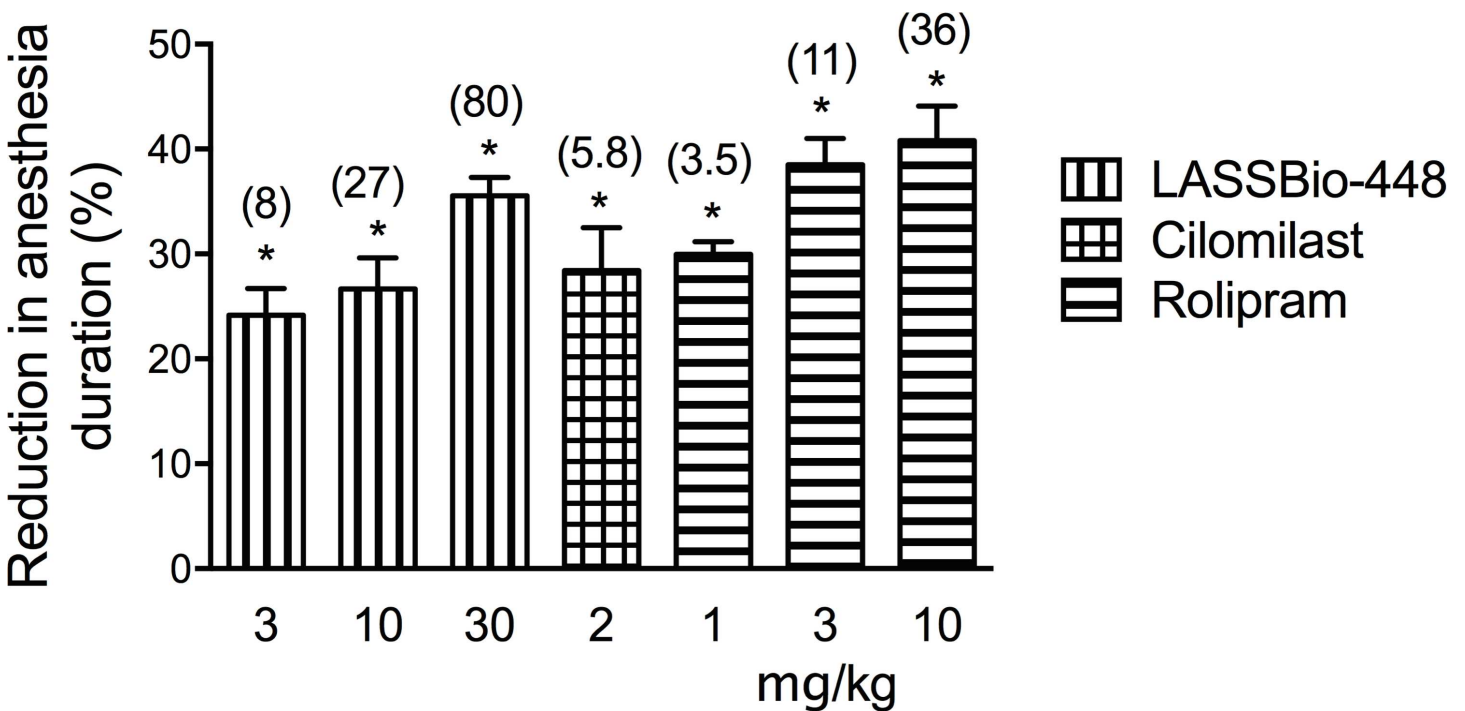 Reduction in anesthesia
duration (%)
50
40
30
20
10
0
(8)
*
(27)
*
(80)
*
(5.8)
*
(3.5)
*
(11)
*
(36)
*
3 10 30 2 1 3 10
mg/kg
LASSBio-448
Cilomilast
Rolipram